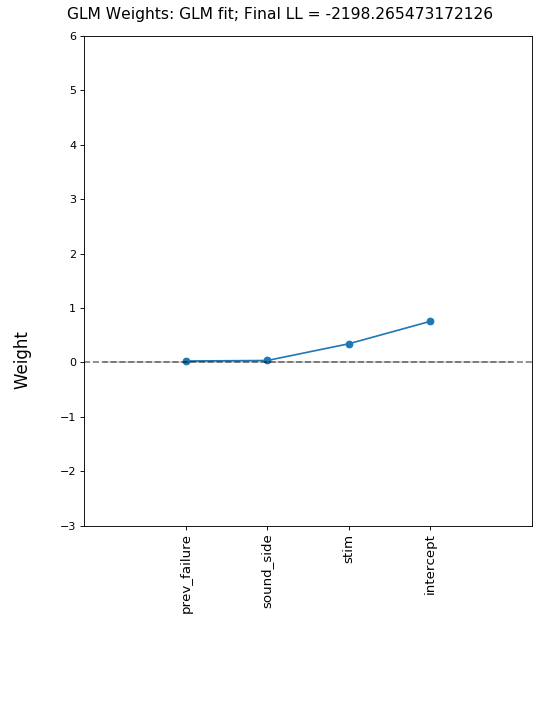 GLM Weights: GLM fit; Final LL = -2198.265473172126
6
5
4
3
2
1
0
−1
−2
−3
Weight
prev_failure
sound_side
stim
intercept